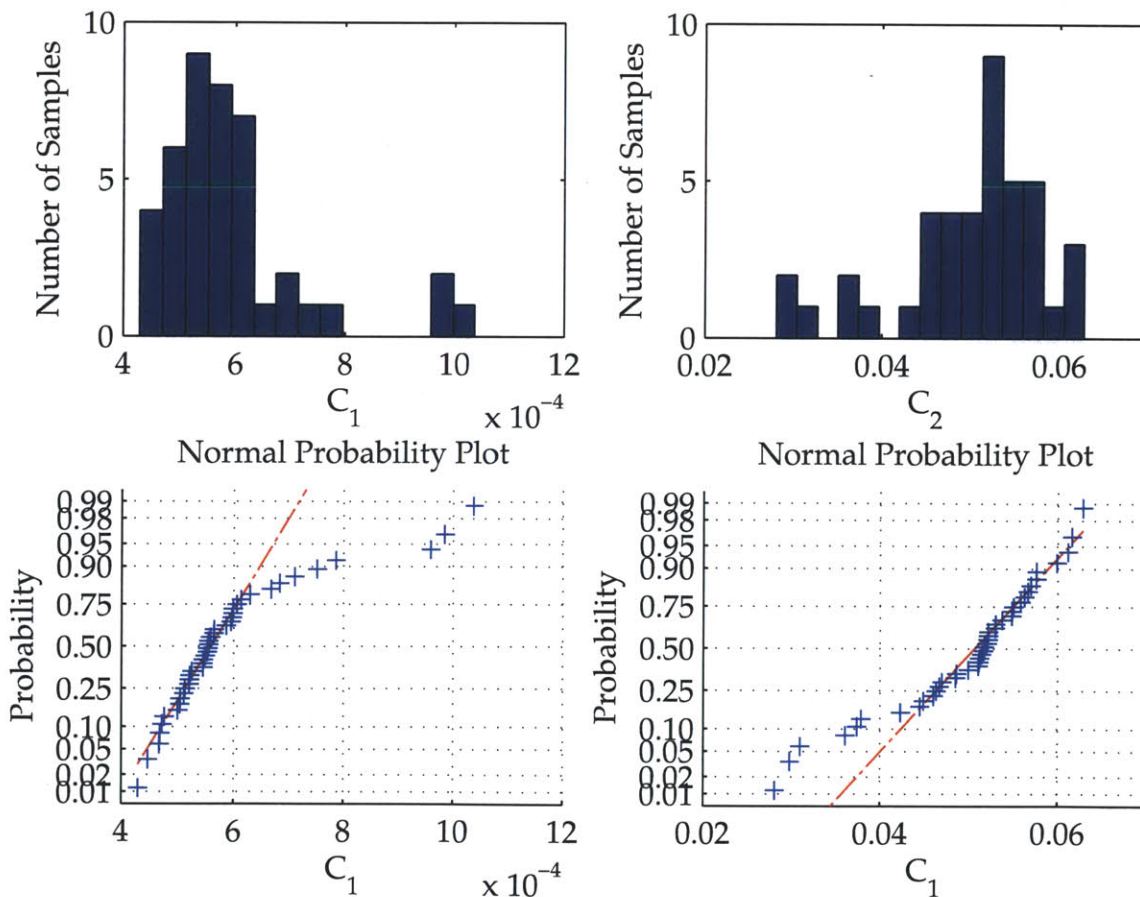 10
5
0
Number of Samples
4 6 8 10 12
C1
x 10−4
10
5
0
Number of Samples
0.02 0.04 0.06
C2
Normal Probability Plot
0.99
0.98
0.95
0.90
0.75
0.50
0.25
0.10
0.05
0.02
0.01
Probability
4 6 8 10 12
C1
x 10−4
Normal Probability Plot
0.99
0.98
0.95
0.90
0.75
0.50
0.25
0.10
0.05
0.02
0.01
Probability
0.02 0.04 0.06
C1